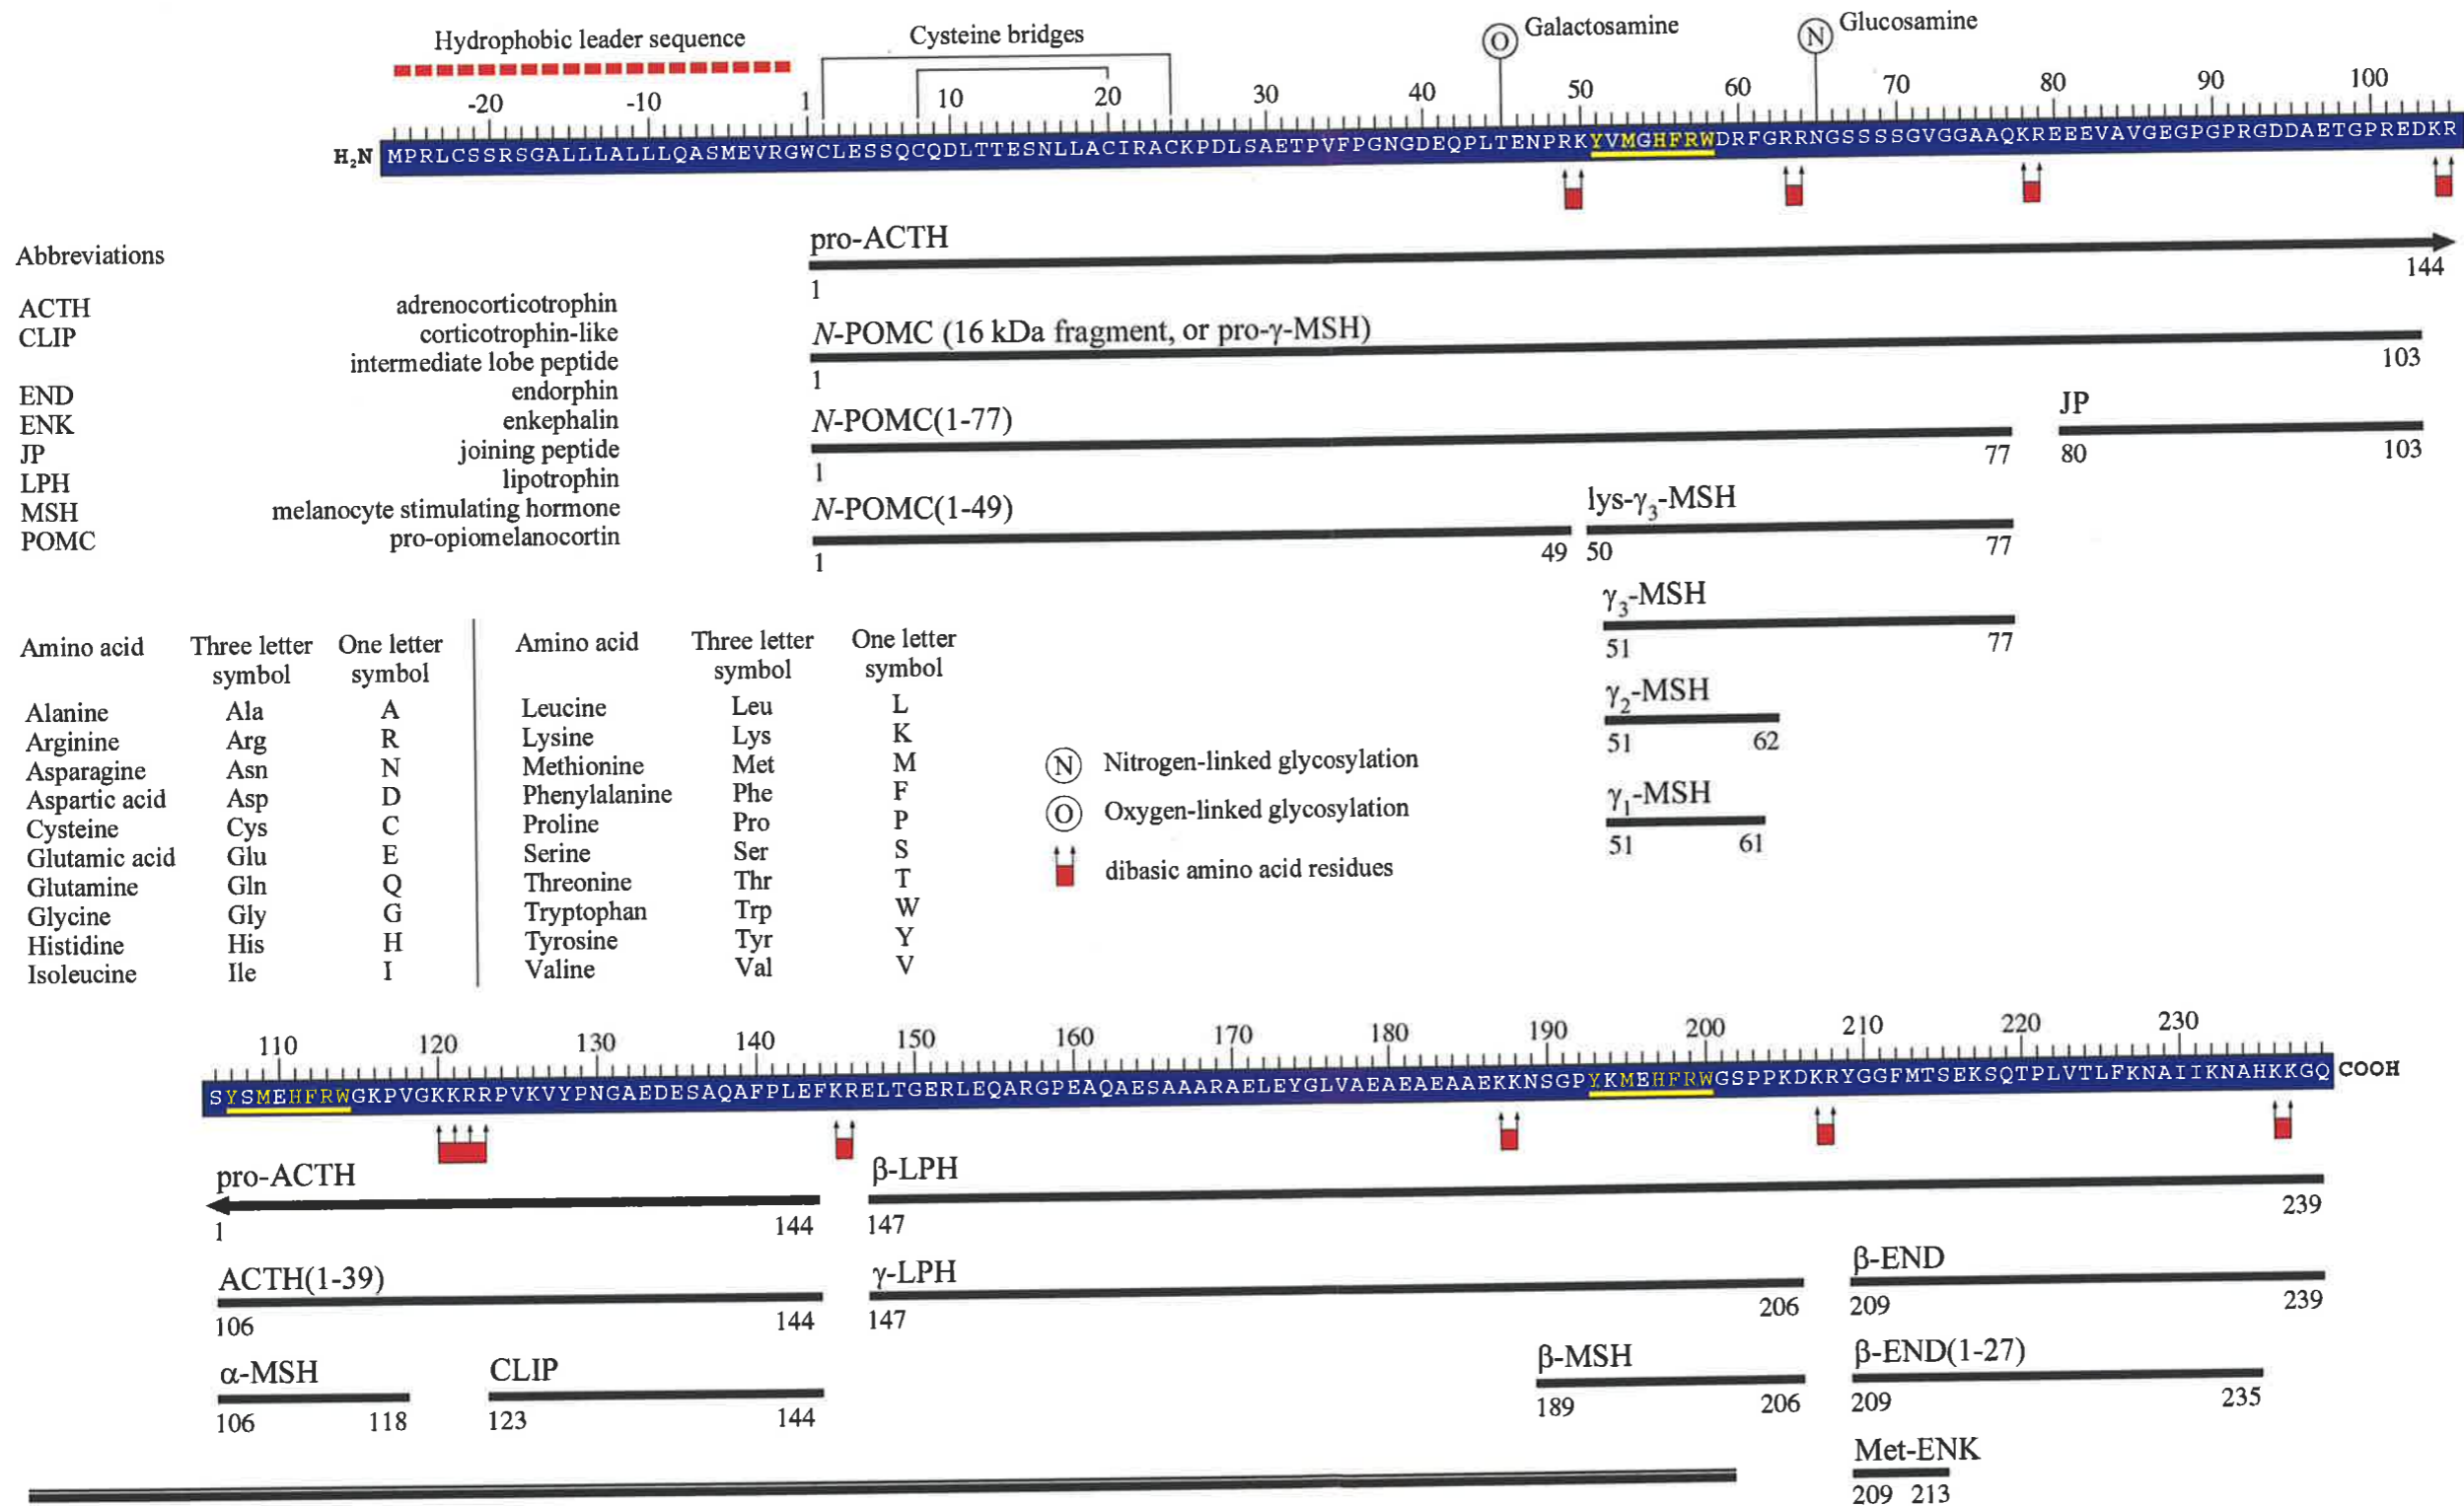 Hydrophobic leader sequence
Cysteine bridges
O Galactosamine
N Glucosamine
-20 -10 1 10 20 30 40 50 60 70 80 90 100
H₂N MPRLCSSRSGALLLALLLQASMEVRGWCLESSQCQDLTTESNLLACIRACKPDLSAETPVFPGNGDEQPLTENPRKYVMGHFRWDRFGRRNGSSSSGVGGAAQKREEEVAVGEGPGPRGDDAETGPREDKR
pro-ACTH
1 144
N-POMC (16 kDa fragment, or pro-γ-MSH)
1 103
N-POMC(1-77)
1 77
JP
80 103
N-POMC(1-49)
1 49
lys-γ₃-MSH
50 77
γ₃-MSH
51 77
γ₂-MSH
51 62
γ₁-MSH
51 61
Abbreviations
ACTH adrenocorticotrophin
CLIP corticotrophin-like
intermediate lobe peptide
END endorphin
ENK enkephalin
JP joining peptide
LPH lipotrophin
MSH melanocyte stimulating hormone
POMC pro-opiomelanocortin
Amino acid Three letter symbol One letter symbol Amino acid Three letter symbol One letter symbol
Alanine Ala A Leucine Leu L
Arginine Arg R Lysine Lys K
Asparagine Asn N Methionine Met M
Aspartic acid Asp D Phenylalanine Phe F
Cysteine Cys C Proline Pro P
Glutamic acid Glu E Serine Ser S
Glutamine Gln Q Threonine Thr T
Glycine Gly G Tryptophan Trp W
Histidine His H Tyrosine Tyr Y
Isoleucine Ile I Valine Val V
N Nitrogen-linked glycosylation
O Oxygen-linked glycosylation
dibasic amino acid residues
110 120 130 140 150 160 170 180 190 200 210 220 230
SYSMEHFRWGKPVGKKRRPVKVYPNGAEDESAQAFPLEFKRELTGERLEQARGPEAQAESAAARAELEYGLVAEAEAEAAEKKNSGPYKMEHFRWGSPPKDKRYGGFMTSEKSQTPLVTLFKNAIIKNAHKKGQ COOH
pro-ACTH
1 144
β-LPH
147 239
ACTH(1-39)
106 144
γ-LPH
147 206
β-END
209 239
α-MSH
106 118
CLIP
123 144
β-MSH
189 206
β-END(1-27)
209 235
Met-ENK
209 213